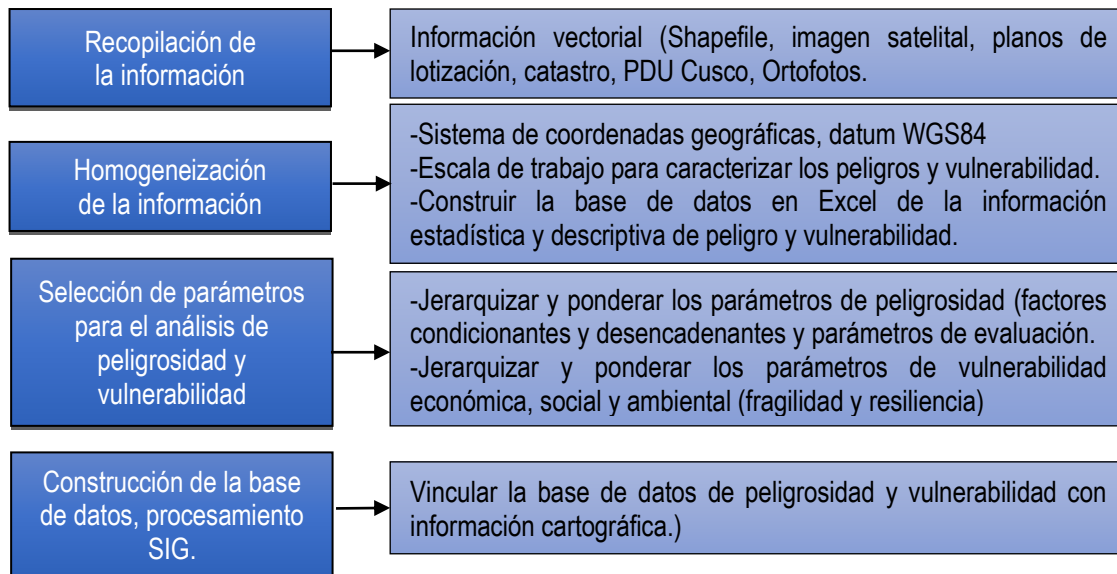 Recopilación de
la información
Información vectorial (Shapefile, imagen satelital, planos de
lotización, catastro, PDU Cusco, Ortofotos.
Homogeneización
de la información
-Sistema de coordenadas geográficas, datum WGS84
-Escala de trabajo para caracterizar los peligros y vulnerabilidad.
-Construir la base de datos en Excel de la información
estadística y descriptiva de peligro y vulnerabilidad.
Selección de parámetros
para el análisis de
peligrosidad y
vulnerabilidad
-Jerarquizar y ponderar los parámetros de peligrosidad (factores
condicionantes y desencadenantes y parámetros de evaluación.
-Jerarquizar y ponderar los parámetros de vulnerabilidad
económica, social y ambiental (fragilidad y resiliencia)
Construcción de la base
de datos, procesamiento
SIG.
Vincular la base de datos de peligrosidad y vulnerabilidad con
información cartográfica.)